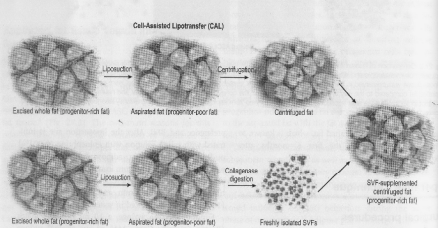 Cell-Assisted Lipotransfer (CAL)
Liposuction
Centrifugation
Excised whole fat (progenitor-rich fat)
Aspirated fat (progenitor-poor fat)
Centrifuged fat
Liposuction
Collagenase
digestion
SVF-supplemented
centrifuged fat
(progenitor-rich fat)
Excised whole fat (progenitor-rich fat)
Aspirated fat (progenitor-poor fat)
Freshly isolated SVFs